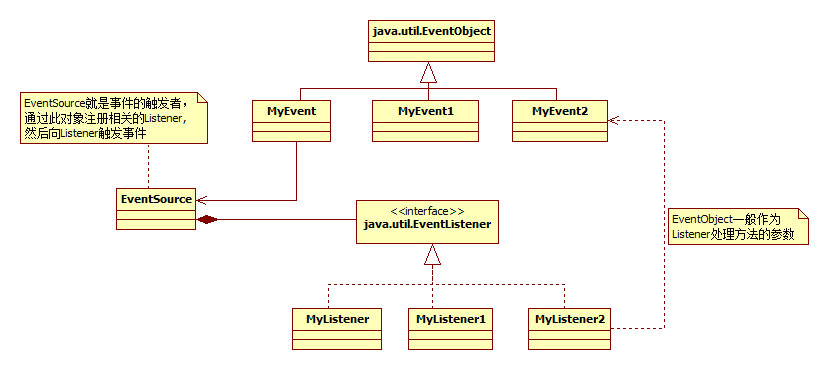 java.util.EventObject
EventSource就是事件的触发者，
通过此对象注册相关的Listener,
然后向Listener触发事件
MyEvent
MyEvent1
MyEvent2
EventSource
<<interface>>
java.util.EventListener
EventObject一般作为
Listener处理方法的参数
MyListener
MyListener1
MyListener2